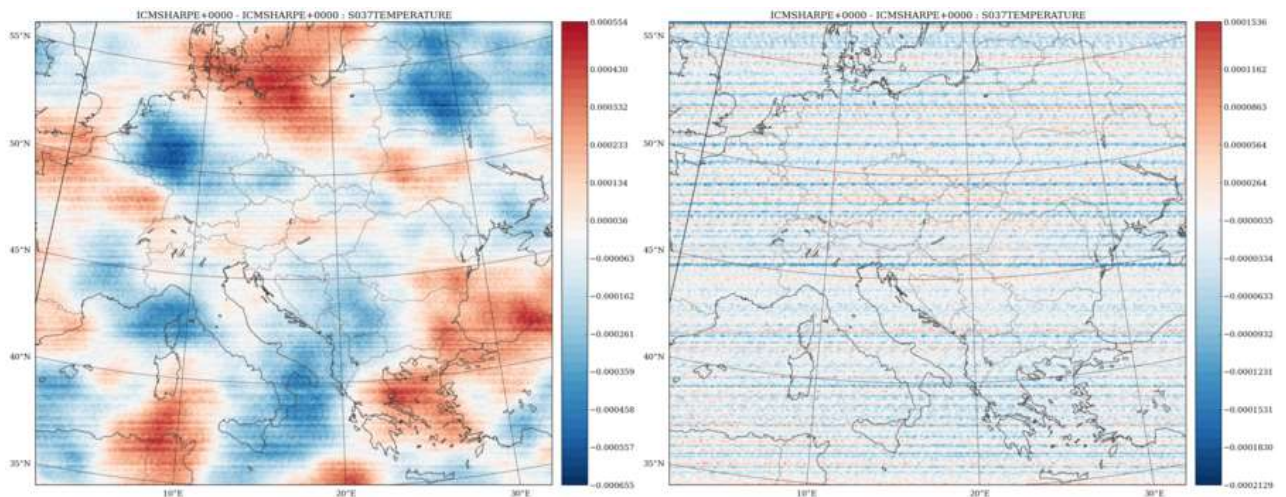 ICMSHARPE+0000 - ICMSHARPE+0000 : S037TEMPERATURE
55°N
50°N
45°N
40°N
35°N
10°E
20°E
30°E
0.000554
0.000430
0.000332
0.000233
0.000134
0.000036
−0.000063
−0.000162
−0.000261
−0.000359
−0.000458
−0.000557
−0.000655
ICMSHARPE+0000 - ICMSHARPE+0000 : S037TEMPERATURE
55°N
50°N
45°N
40°N
35°N
10°E
20°E
30°E
0.0001536
0.0001162
0.0000863
0.0000564
0.0000264
−0.0000035
−0.0000334
−0.0000633
−0.0000932
−0.0001231
−0.0001531
−0.0001830
−0.0002129